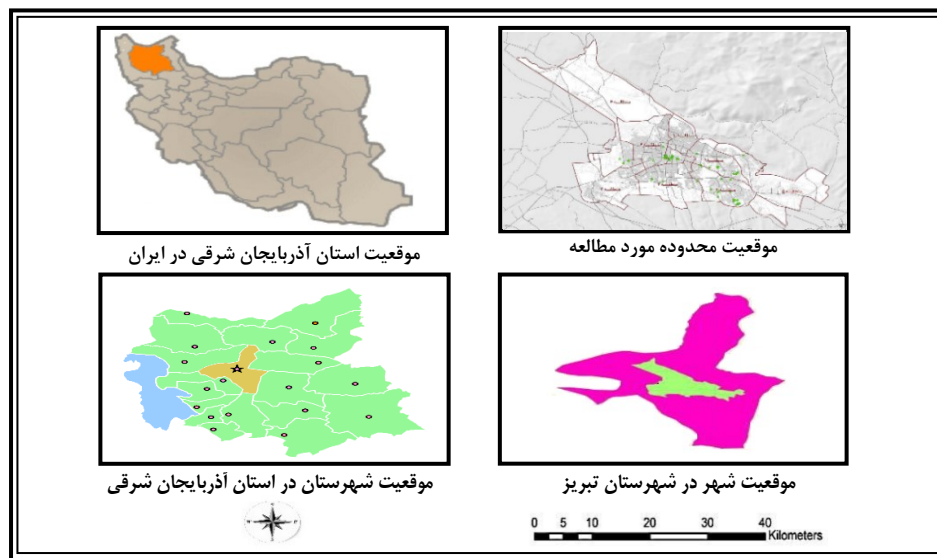 موقعیت استان آذربایجان شرقی در ایران
موقعیت محدوده مورد مطالعه
موقعیت شهرستان در استان آذربایجان شرقی
موقعیت شهر در شهرستان تبریز
0 5 10 20 30 40
Kilometers